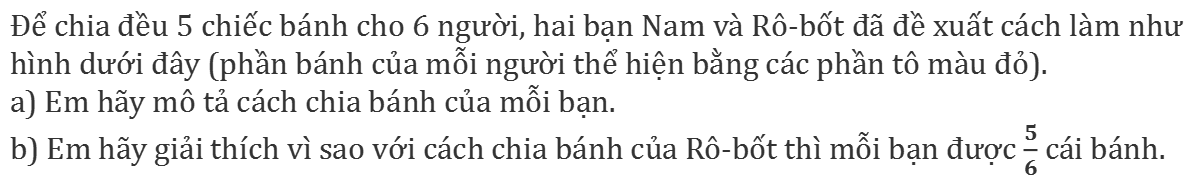 Để chia đều 5 chiếc bánh cho 6 người, hai bạn Nam và Rô-bốt đã đề xuất cách làm như
hình dưới đây (phần bánh của mỗi người thể hiện bằng các phần tô màu đỏ).
a) Em hãy mô tả cách chia bánh của mỗi bạn.
b) Em hãy giải thích vì sao với cách chia bánh của Rô-bốt thì mỗi bạn được 5/6 cái bánh.